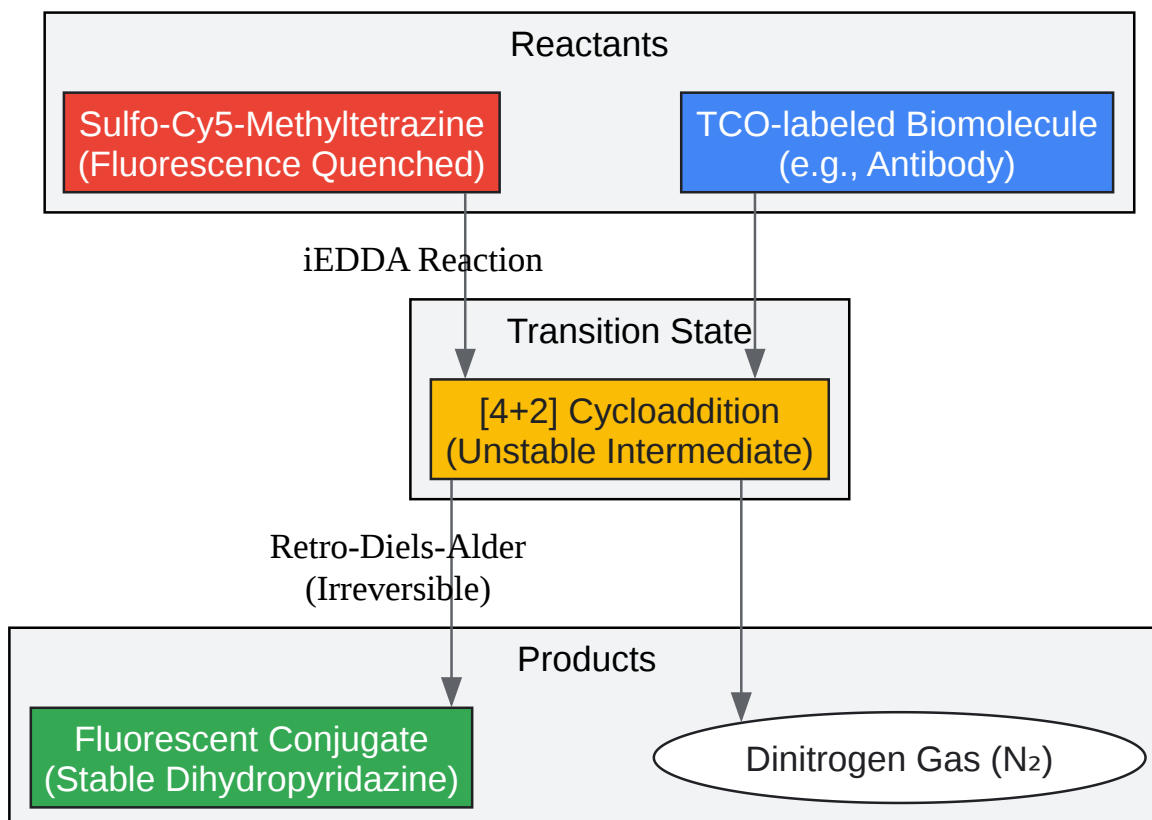 Reactants
Sulfo-Cy5-Methyltetrazine
(Fluorescence Quenched)
TCO-labeled Biomolecule
(e.g., Antibody)
iEDDA Reaction
Transition State
[4+2] Cycloaddition
(Unstable Intermediate)
Retro-Diels-Alder
(Irreversible)
Products
Fluorescent Conjugate
(Stable Dihydropyridazine)
Dinitrogen Gas (N₂)